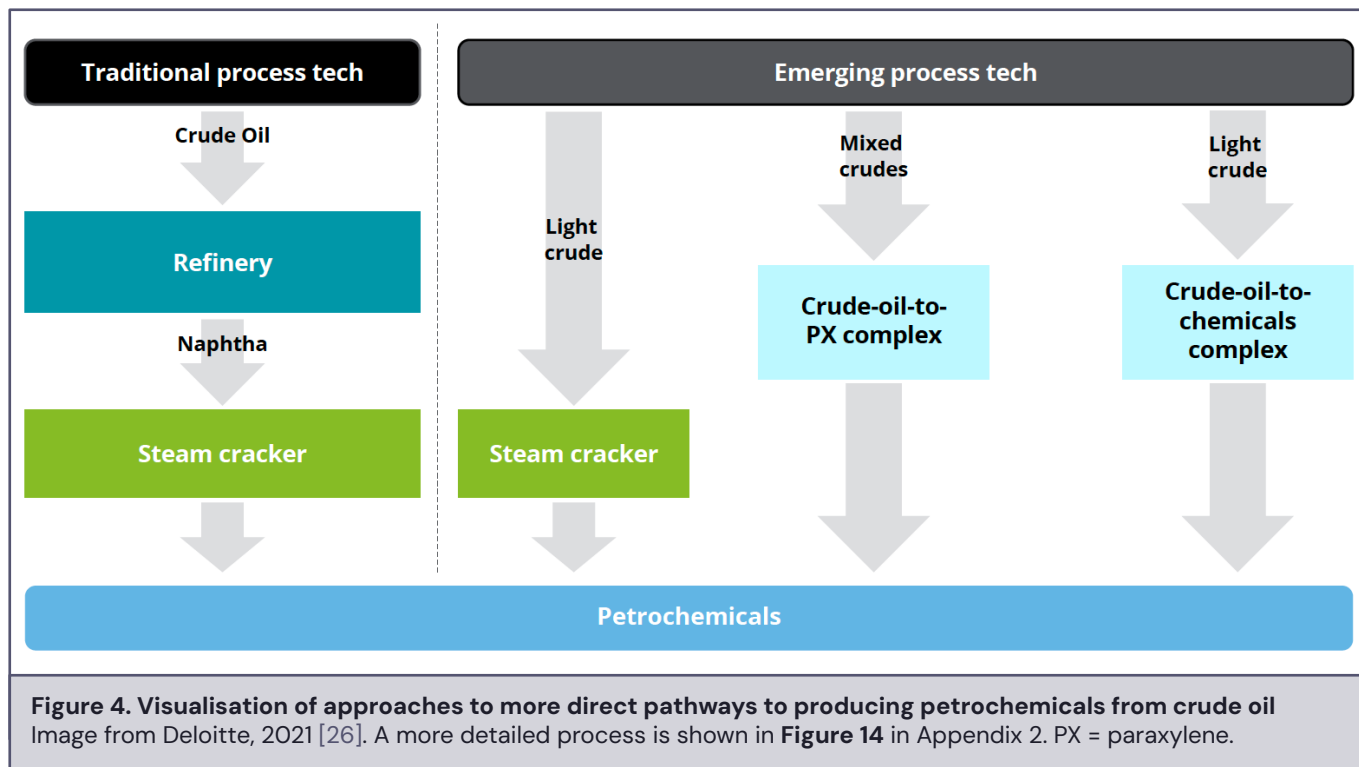 Traditional process tech
Emerging process tech
Crude Oil
Mixed
crudes
Light
crude
Refinery
Light
crude
Crude-oil-to-
PX complex
Crude-oil-to-
chemicals
complex
Naphtha
Steam cracker
Steam cracker
Petrochemicals
Figure 4. Visualisation of approaches to more direct pathways to producing petrochemicals from crude oil
Image from Deloitte, 2021 [26]. A more detailed process is shown in Figure 14 in Appendix 2. PX = paraxylene.